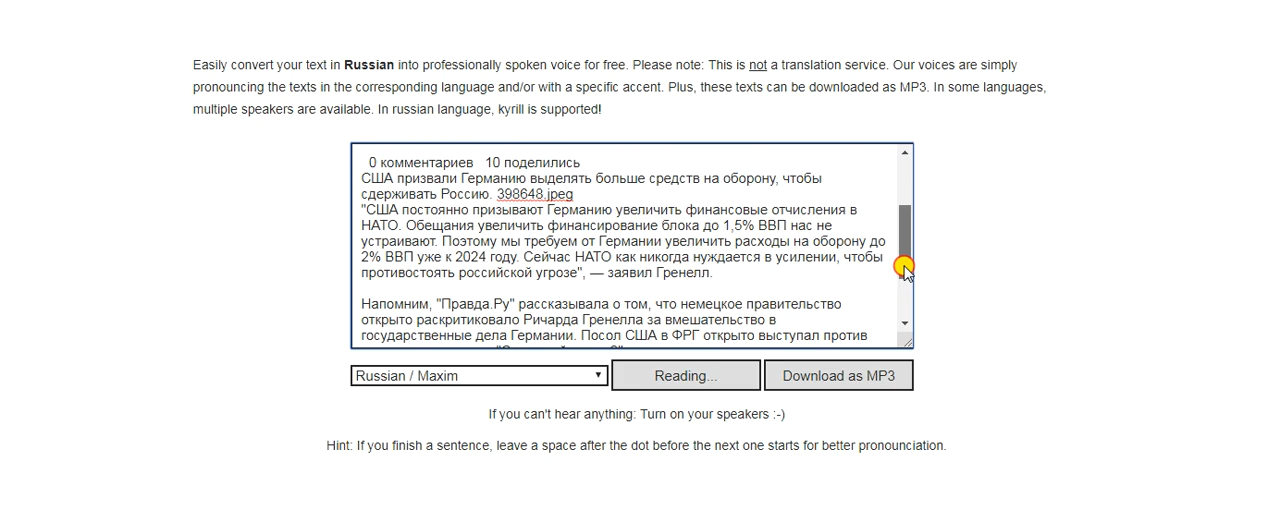 Easily convert your text in Russian into professionally spoken voice for free. Please note: This is not a translation service. Our voices are simply
pronouncing the texts in the corresponding language and/or with a specific accent. Plus, these texts can be downloaded as MP3. In some languages,
multiple speakers are available. In russian language, kyrill is supported!
0 комментариев 10 поделились
США призвали Германию выделять больше средств на оборону, чтобы
сдерживать Россию. 398648.jpeg
"США постоянно призывают Германию увеличить финансовые отчисления в
НАТО. Обещания увеличить финансирование блока до 1,5% ВВП нас не
устраивают. Поэтому мы требуем от Германии увеличить расходы на оборону до
2% ВВП уже к 2024 году. Сейчас НАТО как никогда нуждается в усилении, чтобы
противостоять российской угрозе", — заявил Гренелл.
Напомним, "Правда.Ру" рассказывала о том, что немецкое правительство
открыто раскритиковало Ричарда Гренелла за вмешательство в
государственные дела Германии. Посол США в ФРГ открыто выступал против
Russian / Maxim
Reading...
Download as MP3
If you can't hear anything: Turn on your speakers :-)
Hint: If you finish a sentence, leave a space after the dot before the next one starts for better pronounciation.